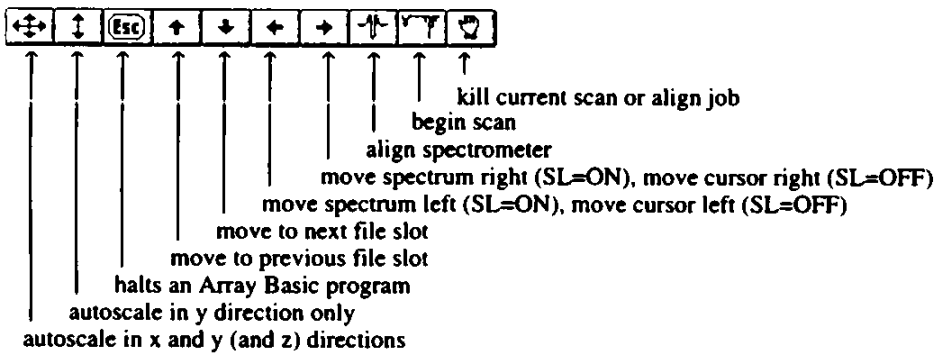 Esc
kill current scan or align job
begin scan
align spectrometer
move spectrum right (SL=ON), move cursor right (SL=OFF)
move spectrum left (SL=ON), move cursor left (SL=OFF)
move to next file slot
move to previous file slot
halts an Array Basic program
autoscale in y direction only
autoscale in x and y (and z) directions